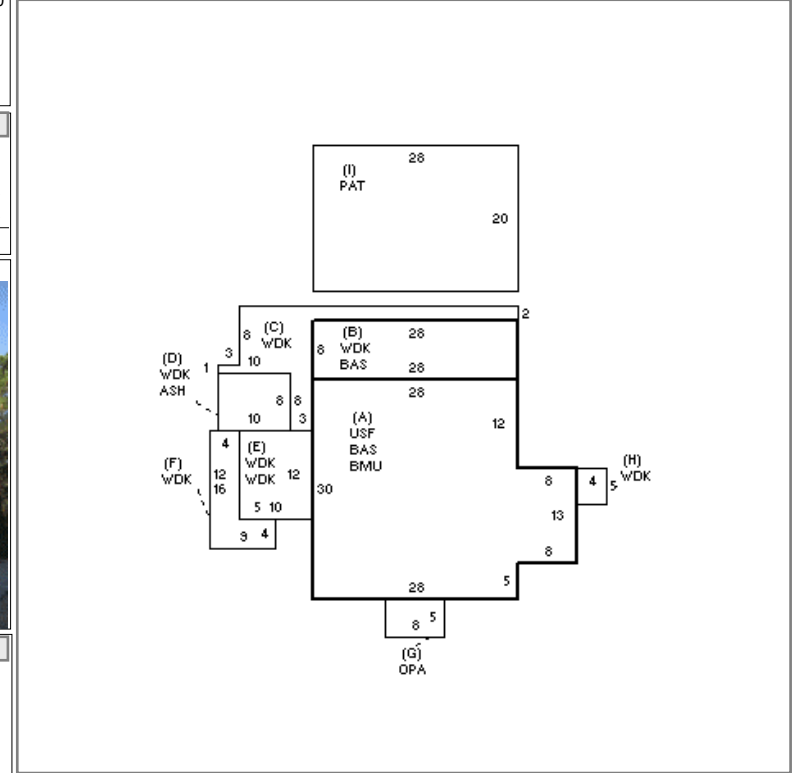 28
(I)
PAT
20
2
8
(C)
WDK
3
10
1
(D)
WDK
ASH
8
(B)
WDK
BAS
28
28
28
8 8
10
3
(A)
USF
BAS
BMU
12
4
(E)
WDK
WDK
12
12
16
(F)
WDK
5 10
9 4
30
8
4
5
(H)
WDK
13
8
5
28
8
5
(G)
OPA